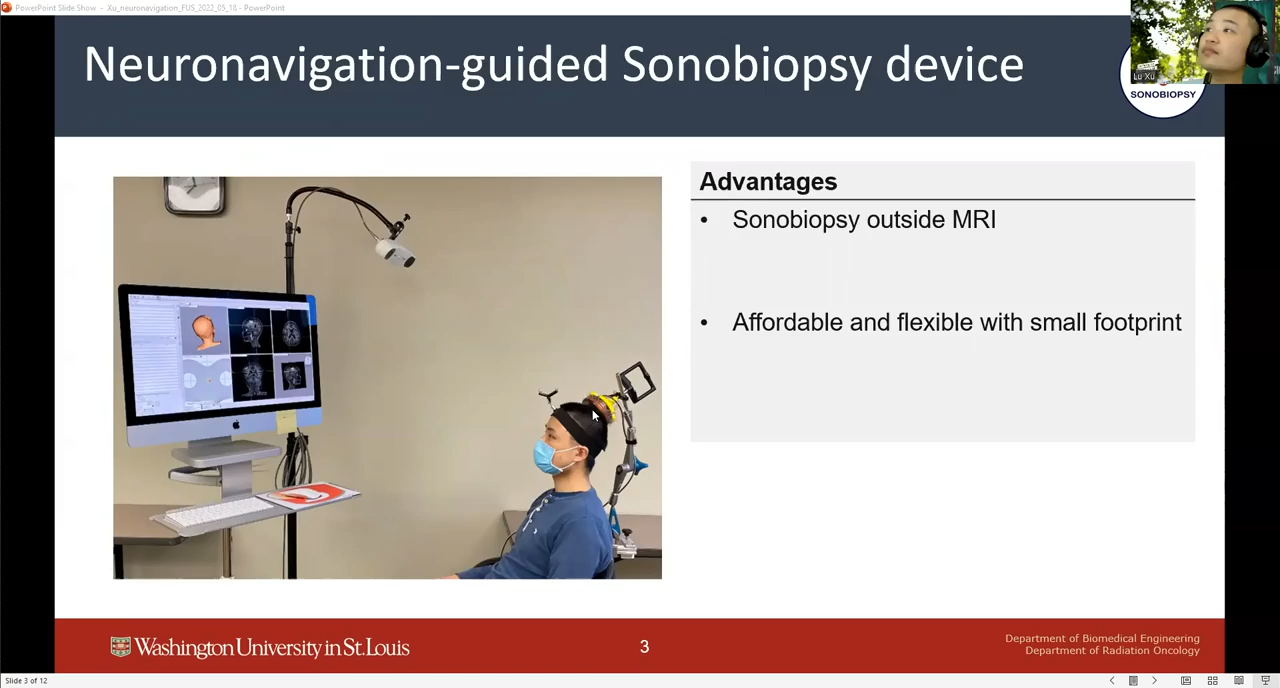 PowerPoint Slide Show - Xu_neuronavigation_FUS_2022_05_18 - PowerPoint
Neuronavigation-guided Sonobiopsy device
Lu Xu
SONOBIOPSY
Advantages
• Sonobiopsy outside MRI
• Affordable and flexible with small footprint
Washington University in St. Louis
3
Department of Biomedical Engineering
Department of Radiation Oncology
Slide 3 of 12